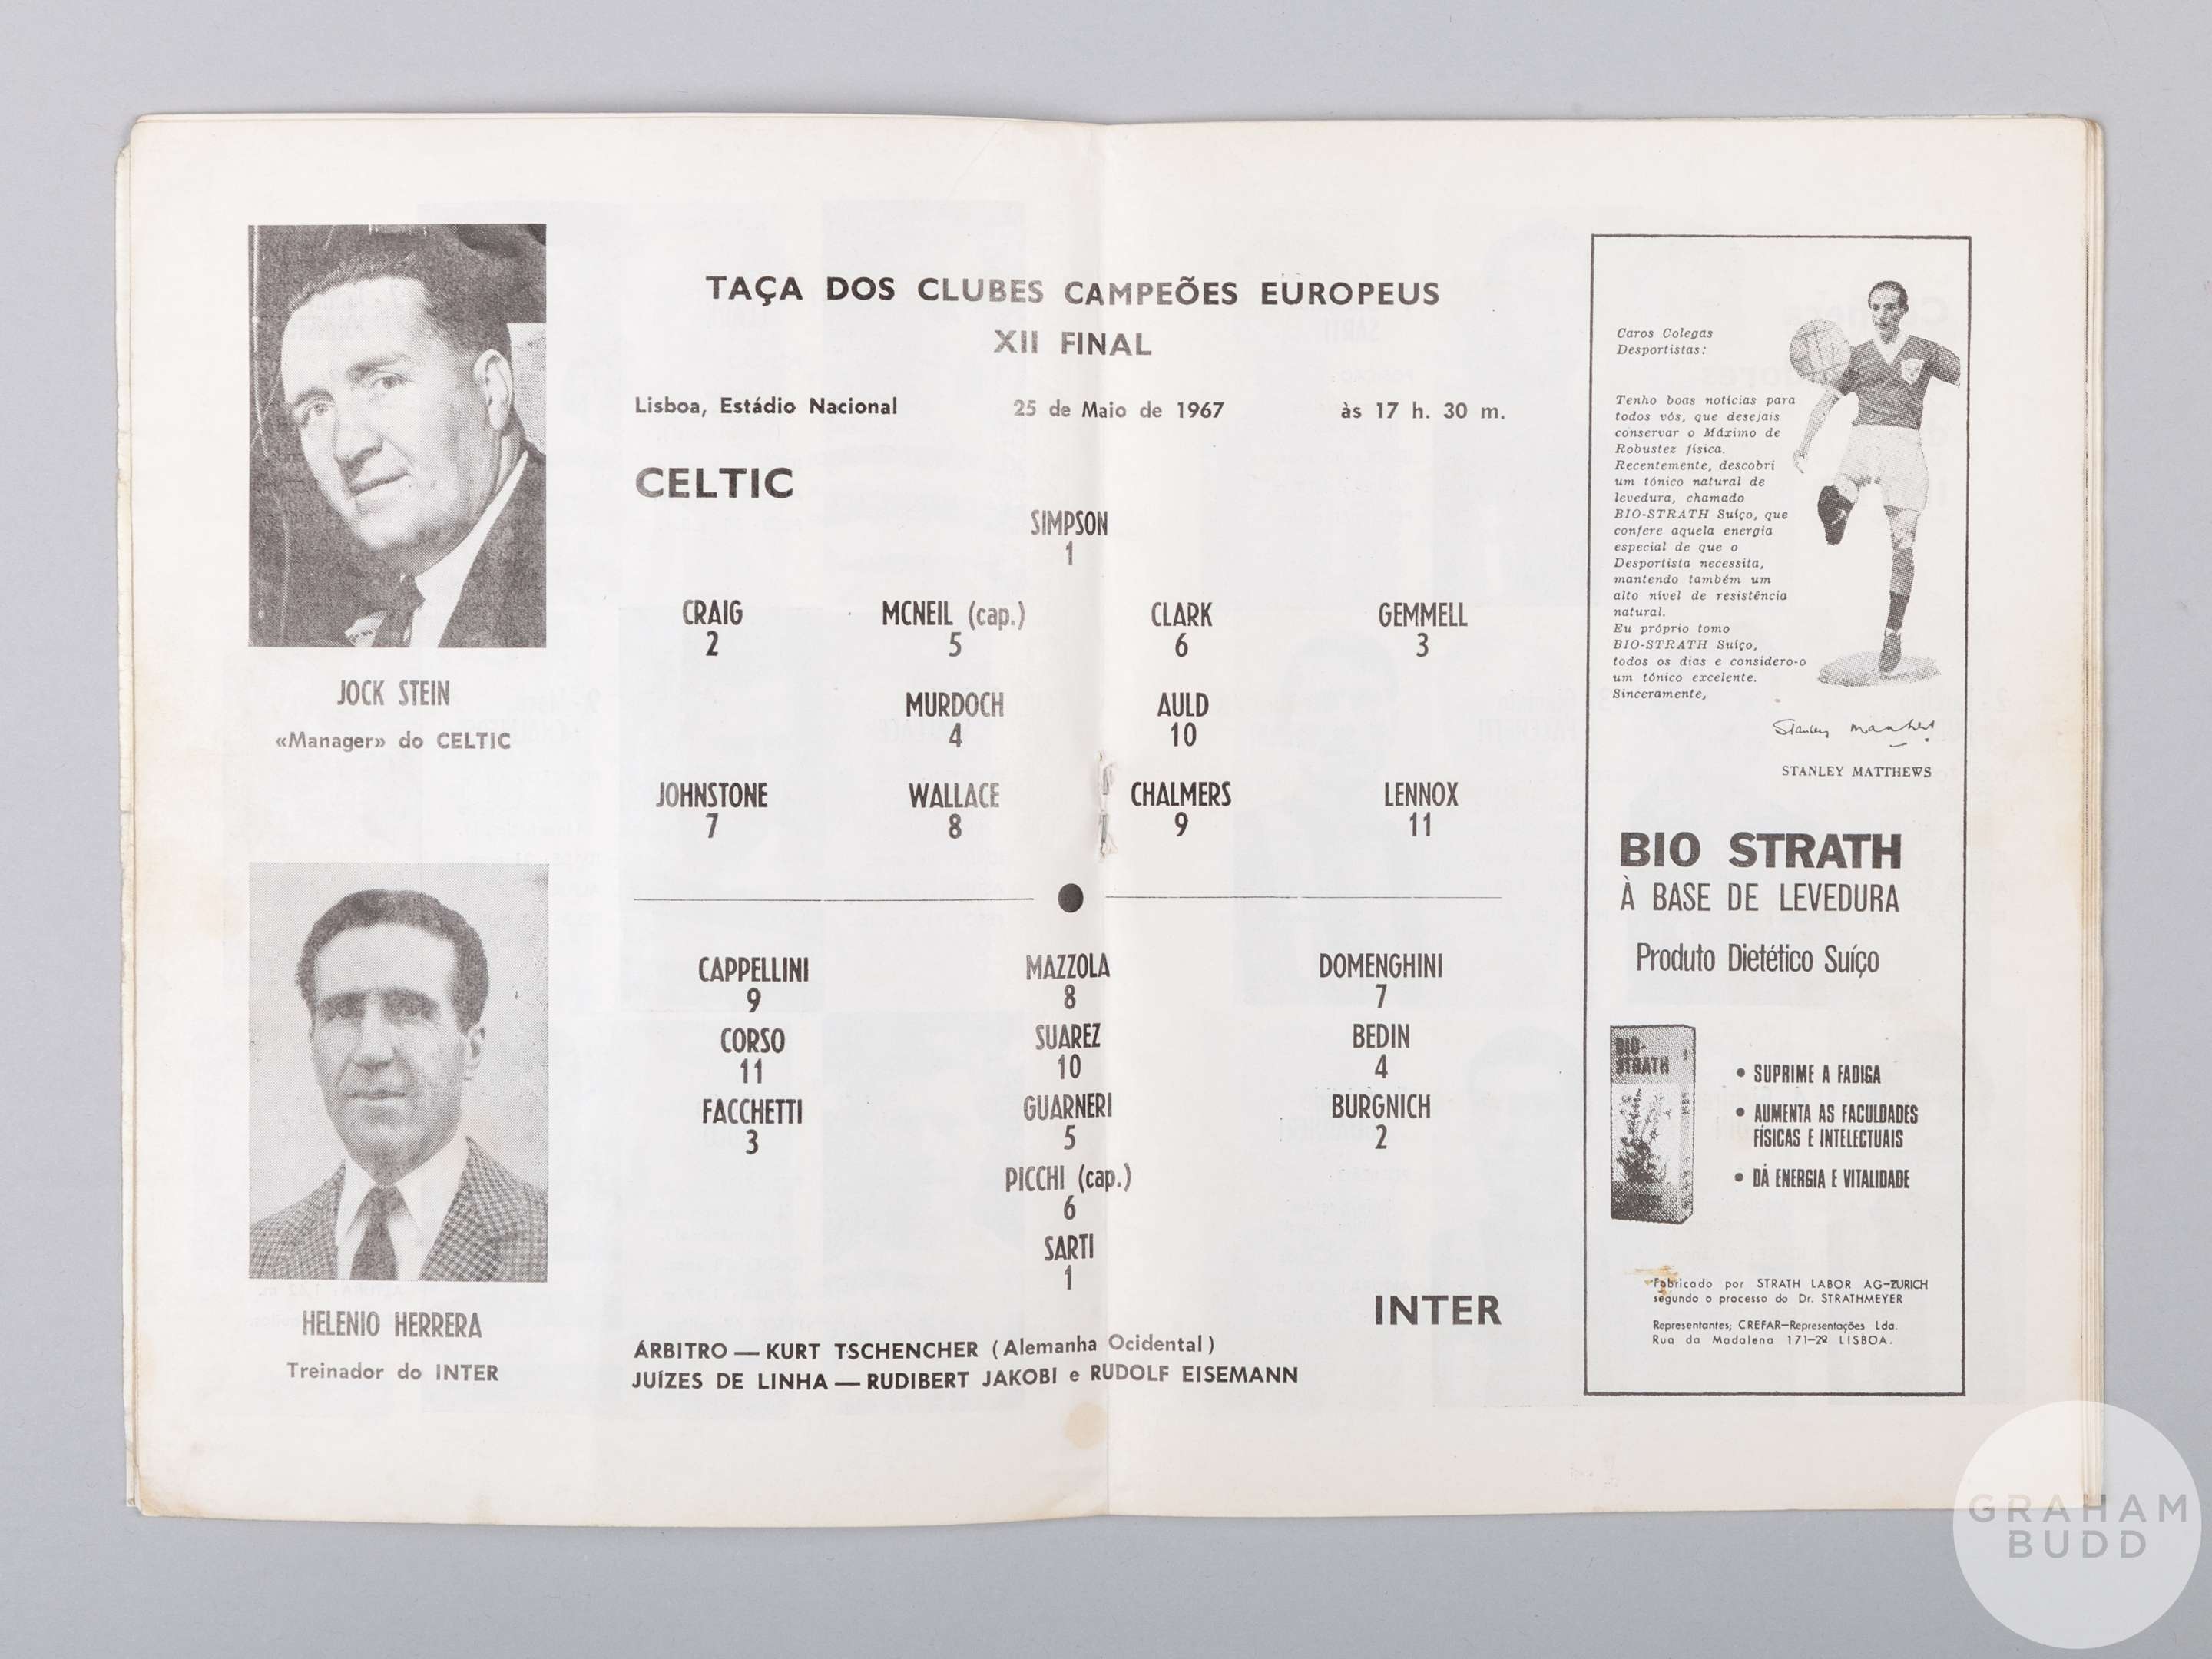 TAÇA DOS CLUBES CAMPEÕES EUROPEUS
XII FINAL
Lisboa, Estádio Nacional 25 de Maio de 1967 às 17 h. 30 m.
CELTIC
SIMPSON
1
CRAIG MCNEIL (cap.) CLARK GEMMELL
2 5 6 3
MURDOCH AULD
4 10
JOHNSTONE WALLACE CHALMERS LENNOX
7 8 9 11
CAPPELLINI MAZZOLA DOMENGHINI
9 8 7
CORSO SUAREZ BEDIN
11 10 4
FACCHETTI GUARNERI BURGNICH
3 5 2
PICCHI (cap.)
6
SARTI
1
INTER
ÁRBITRO — KURT TSCHENCHER (Alemanha Ocidental)
JUÍZES DE LINHA — RUDIBERT JAKOBI e RUDOLF EISEMANN
JOCK STEIN
«Manager» do CELTIC
HELENIO HERRERA
Treinador do INTER
Caros Colegas
Desportistas:
Tenho boas notícias para
todos vós, que desejais
conservar o Máximo de
Robustez física.
Recentemente, descobri
um tónico natural de
levedura, chamado
BIO-STRATH Suíço, que
confere aquela energia
especial de que o
Desportista necessita,
mantendo também um
alto nível de resistência
natural.
Eu próprio tomo
BIO-STRATH Suíço,
todos os dias e considero-o
um tónico excelente.
Sinceramente,
Stanley Matthews
STANLEY MATTHEWS
BIO STRATH
À BASE DE LEVEDURA
Produto Dietético Suíço
BIO-
STRATH
• SUPRIME A FADIGA
• AUMENTA AS FACULDADES
FÍSICAS E INTELECTUAIS
• DÁ ENERGIA E VITALIDADE
Fabricado por STRATH LABOR AG-ZURICH
segundo o processo do Dr. STRATHMEYER
Representantes; CREFAR—Representações Lda.
Rua da Madalena 171-2º LISBOA.
GRAHAM
BUDD